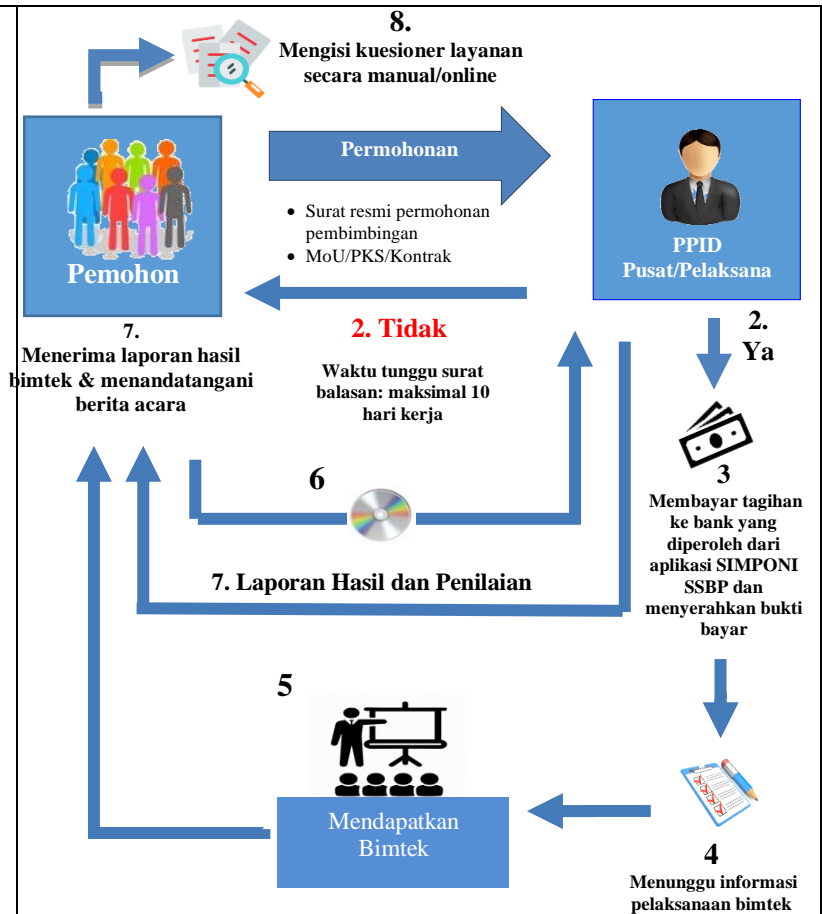 8.
Mengisi kuesioner layanan
secara manual/online
Permohonan
• Surat resmi permohonan
pembimbingan
• MoU/PKS/Kontrak
Pemohon
PPID
Pusat/Pelaksana
2. Tidak
Waktu tunggu surat
balasan: maksimal 10
hari kerja
7.
Menerima laporan hasil
bimtek & menandatangani
berita acara
2.
Ya
3
Membayar tagihan
ke bank yang
diperoleh dari
aplikasi SIMPONI
SSBP dan
menyerahkan bukti
bayar
6
7. Laporan Hasil dan Penilaian
5
Mendapatkan
Bimtek
4
Menunggu informasi
pelaksanaan bimtek